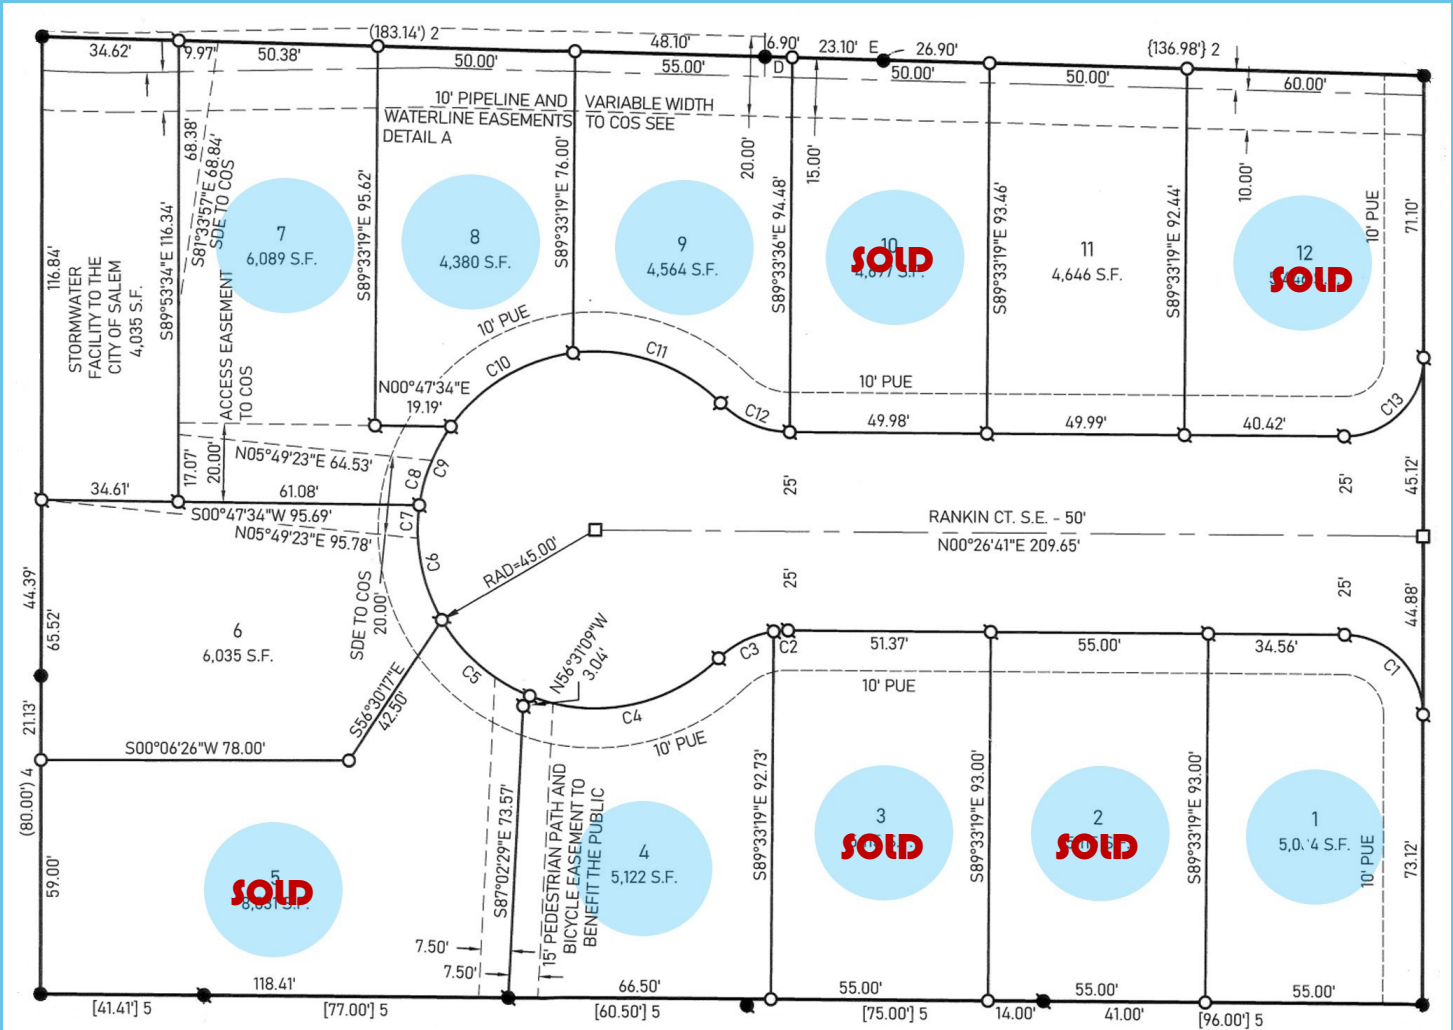 (183.14') 2
{136.98'} 2
34.62'
9.97'
50.38'
50.00'
48.10'
55.00'
6.90'
D
23.10'
E
26.90'
50.00'
50.00'
60.00'
10' PIPELINE AND
WATERLINE EASEMENTS
DETAIL A
VARIABLE WIDTH
TO COS SEE
20.00'
15.00'
10.00'
116.84'
STORMWATER
FACILITY TO THE
CITY OF SALEM
4,035 S.F.
S89°53'34"E 116.34'
68.38'
S81°33'57"E 68.84'
SDE TO COS
ACCESS EASEMENT
TO COS
7
6,089 S.F.
S89°33'19"E 95.62'
8
4,380 S.F.
S89°33'19"E 76.00'
9
4,564 S.F.
S89°33'36"E 94.48'
10
SOLD
S89°33'19"E 93.46'
11
4,646 S.F.
S89°33'19"E 92.44'
12
SOLD
10' PUE
71.10'
10' PUE
C10
C11
C12
10' PUE
C13
N00°47'34"E
19.19'
49.98'
49.99'
40.42'
17.07'
20.00'
N05°49'23"E 64.53'
C8
C9
34.61'
61.08'
S00°47'34"W 95.69'
N05°49'23"E 95.78'
C7
C6
25'
25'
45.12'
RANKIN CT. S.E. - 50'
N00°26'41"E 209.65'
RAD=45.00'
25'
25'
44.88'
44.39'
65.52'
21.13'
6
6,035 S.F.
SDE TO COS
20.00'
S56°30'17"E
42.50'
C5
N56°31'09"W
3.04'
C4
C3
C2
51.37'
55.00'
34.56'
C1
10' PUE
10' PUE
S00°06'26"W 78.00'
(80.00') 4
59.00'
5
SOLD
S87°02'29"E 73.57'
15' PEDESTRIAN PATH AND
BICYCLE EASEMENT TO
BENEFIT THE PUBLIC
4
5,122 S.F.
S89°33'19"E 92.73'
3
SOLD
S89°33'19"E 93.00'
2
SOLD
S89°33'19"E 93.00'
1
10' PUE
73.12'
7.50'
7.50'
118.41'
66.50'
55.00'
55.00'
55.00'
[41.41'] 5
[77.00'] 5
[60.50'] 5
[75.00'] 5
14.00'
41.00'
[96.00'] 5